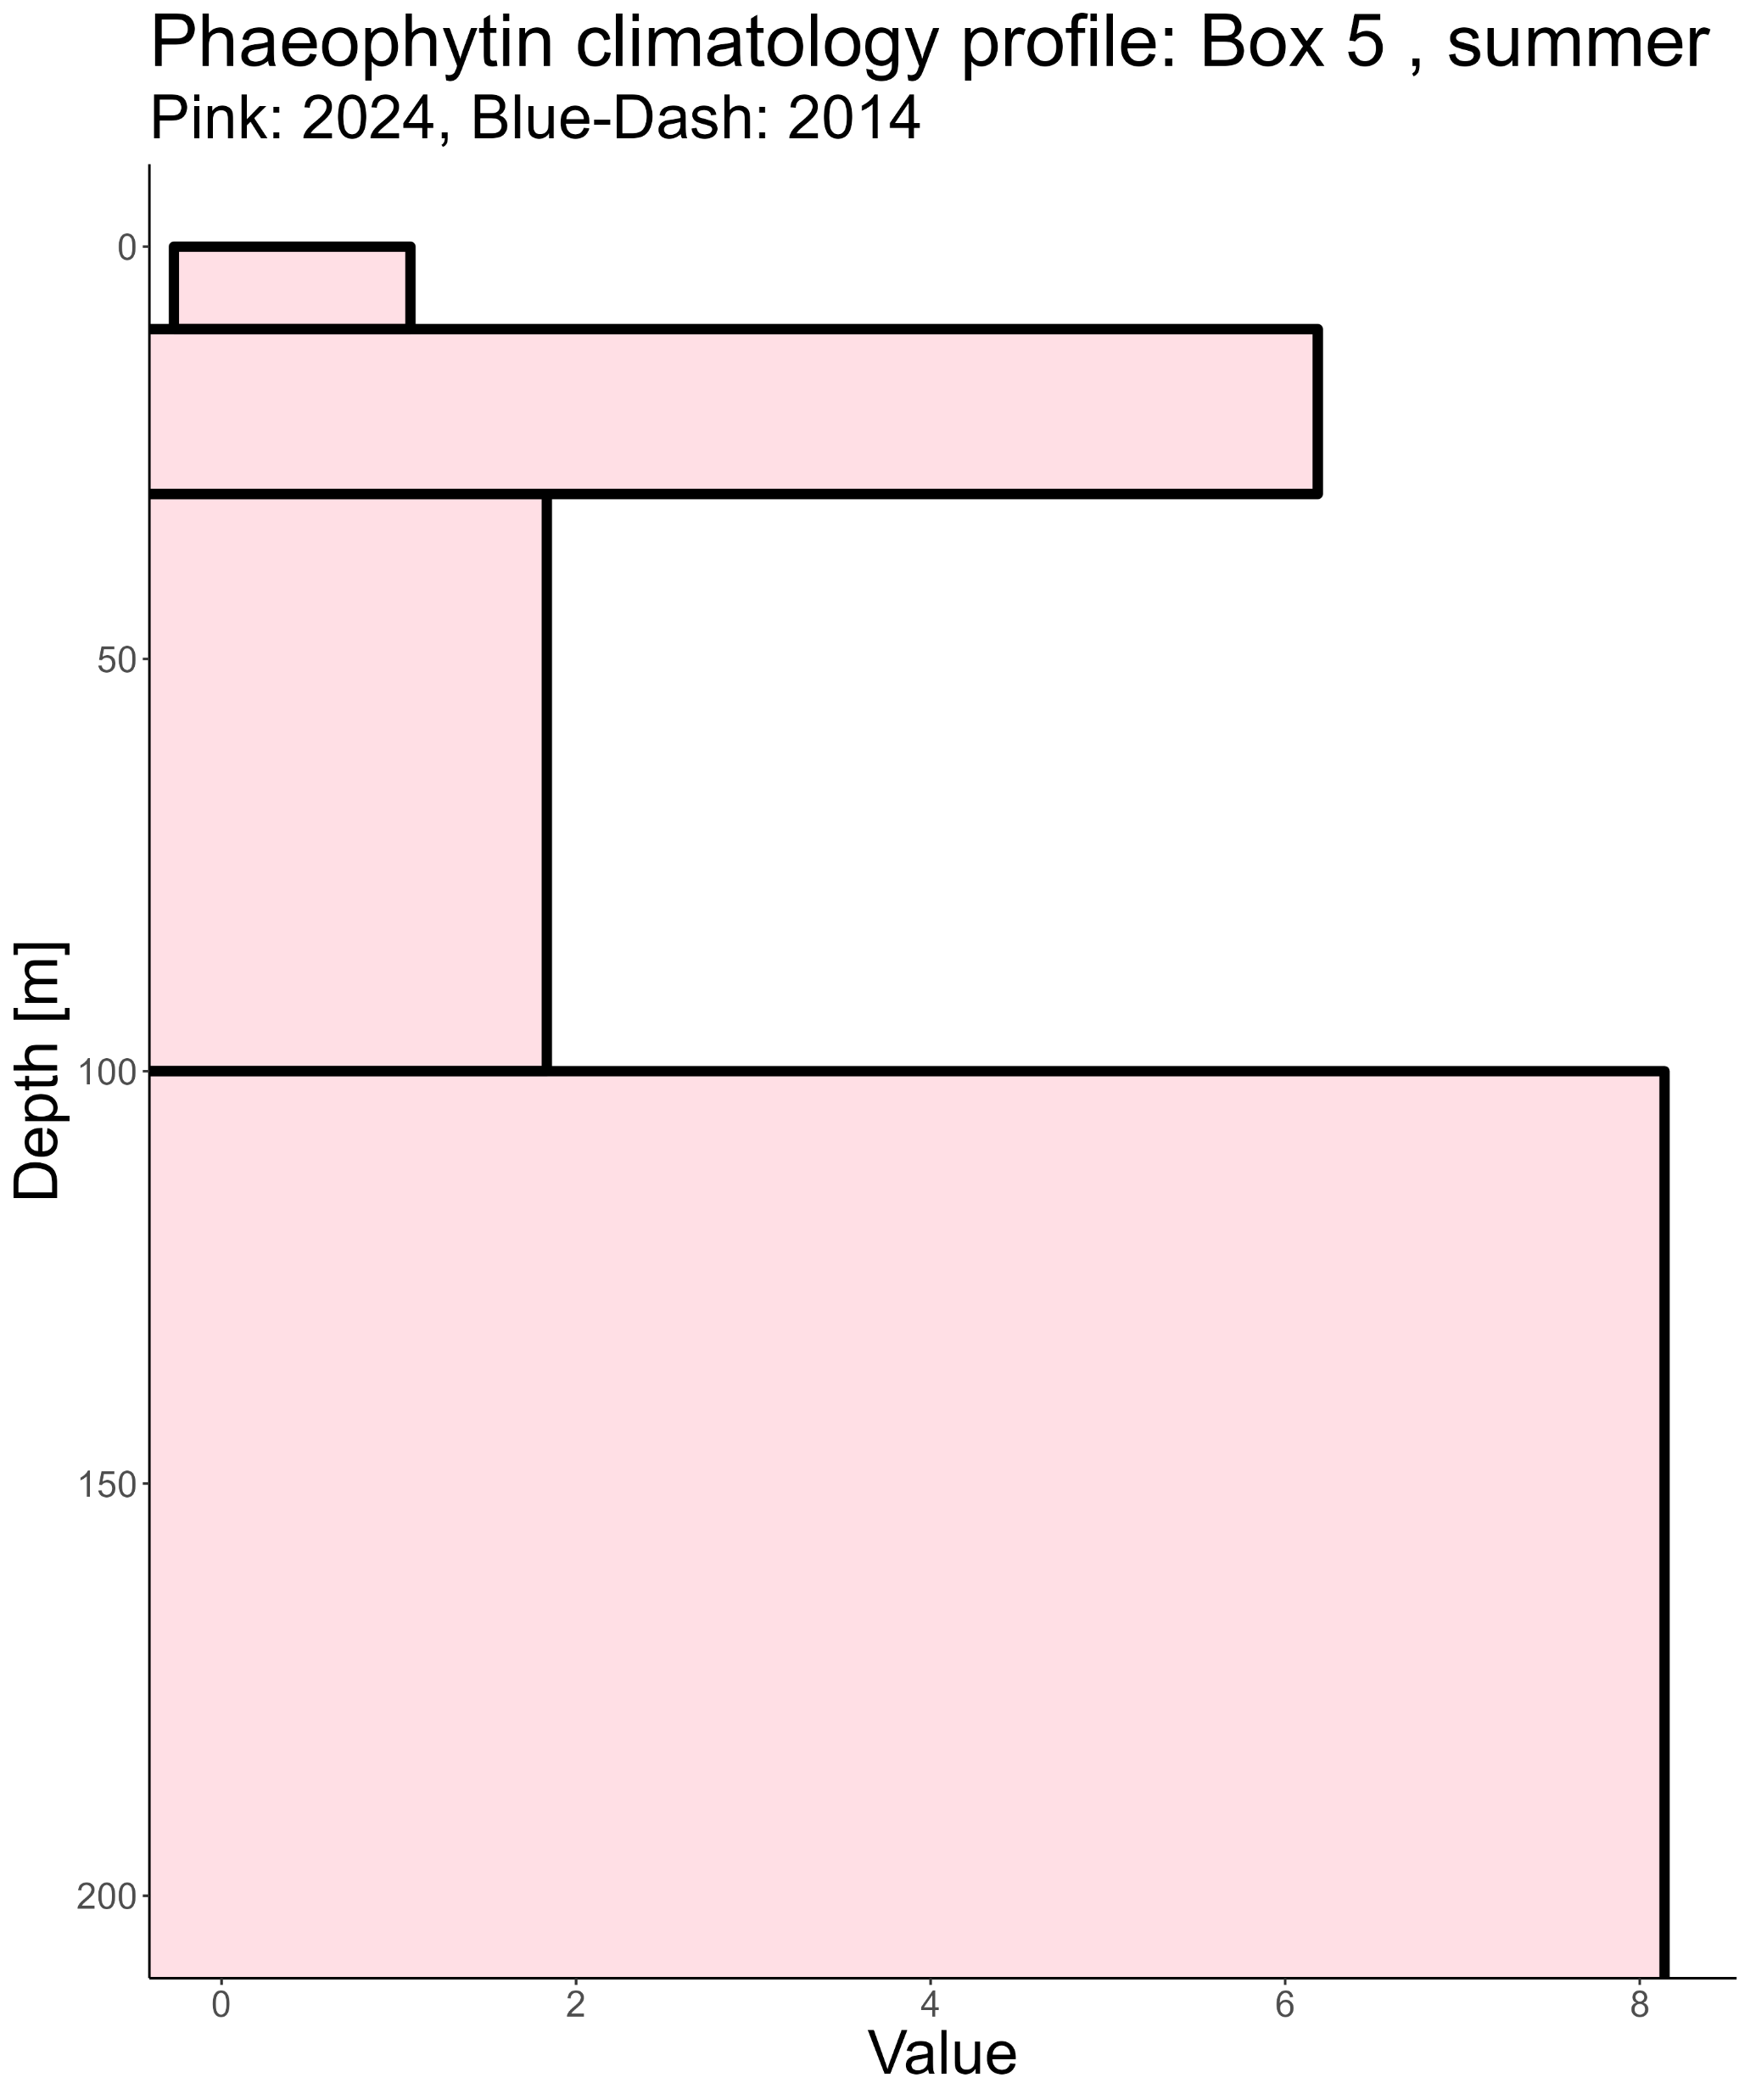 Phaeophytin climatology profile: Box 5 , summer
Pink: 2024, Blue-Dash: 2014
0
50
100
150
200
Depth [m]
0 2 4 6 8
Value